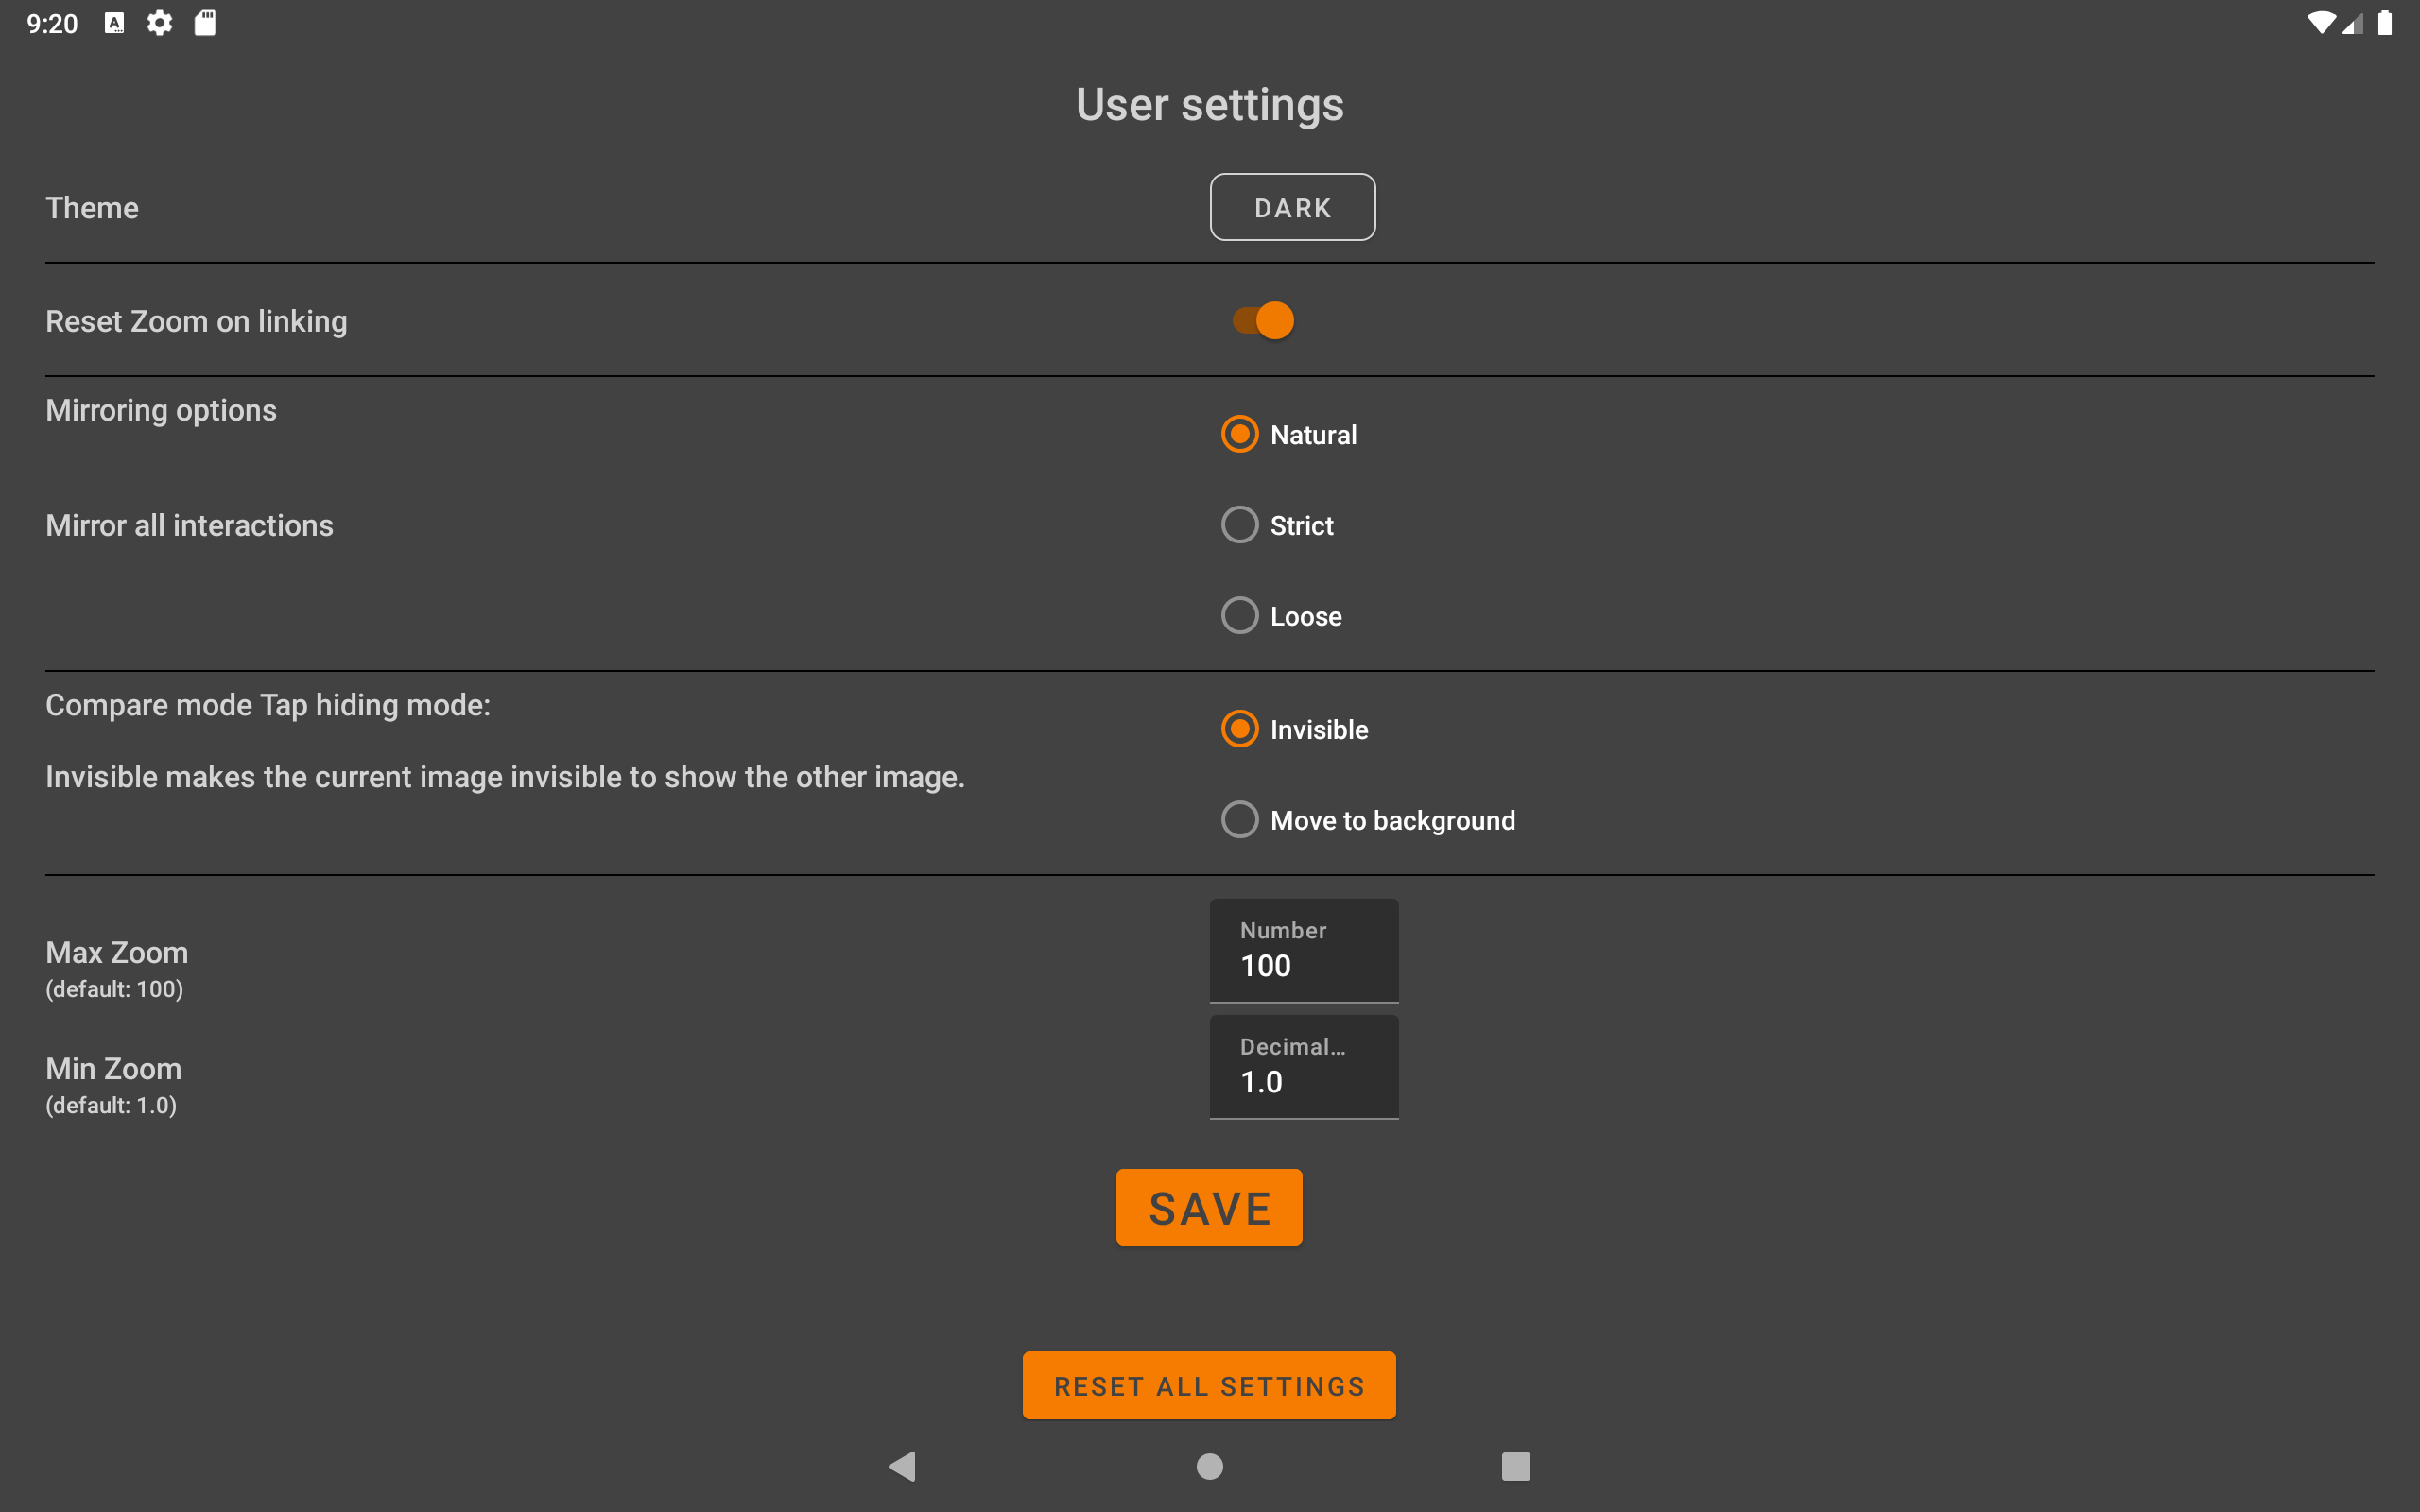 9:20
User settings
Theme
DARK
Reset Zoom on linking
Mirroring options
Natural
Mirror all interactions
Strict
Loose
Compare mode Tap hiding mode:
Invisible
Invisible makes the current image invisible to show the other image.
Move to background
Number
Max Zoom
100
(default: 100)
Decimal...
Min Zoom
1.0
(default: 1.0)
SAVE
RESET ALL SETTINGS